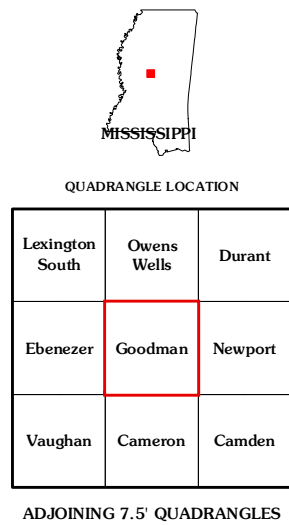 MISSISSIPPI
QUADRANGLE LOCATION
Lexington South
Owens Wells
Durant
Ebenezer
Goodman
Newport
Vaughan
Cameron
Camden
ADJOINING 7.5' QUADRANGLES